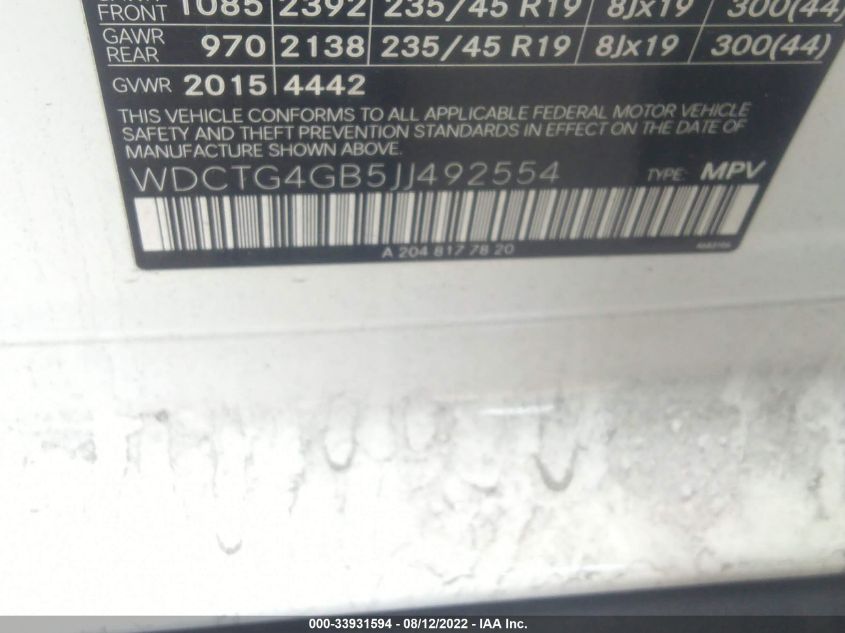 FRONT 1085 2392 235/45 R19 8Jx19 300(44)
GAWR REAR 970 2138 235/45 R19 8Jx19 300(44)
GVWR 2015 4442
THIS VEHICLE CONFORMS TO ALL APPLICABLE FEDERAL MOTOR VEHICLE
SAFETY AND THEFT PREVENTION STANDARDS IN EFFECT ON THE DATE OF
MANUFACTURE SHOWN ABOVE.
WDCTG4GB5JJ492554 TYPE: MPV
A 204 817 78 20
000-33931594 - 08/12/2022 - IAA Inc.